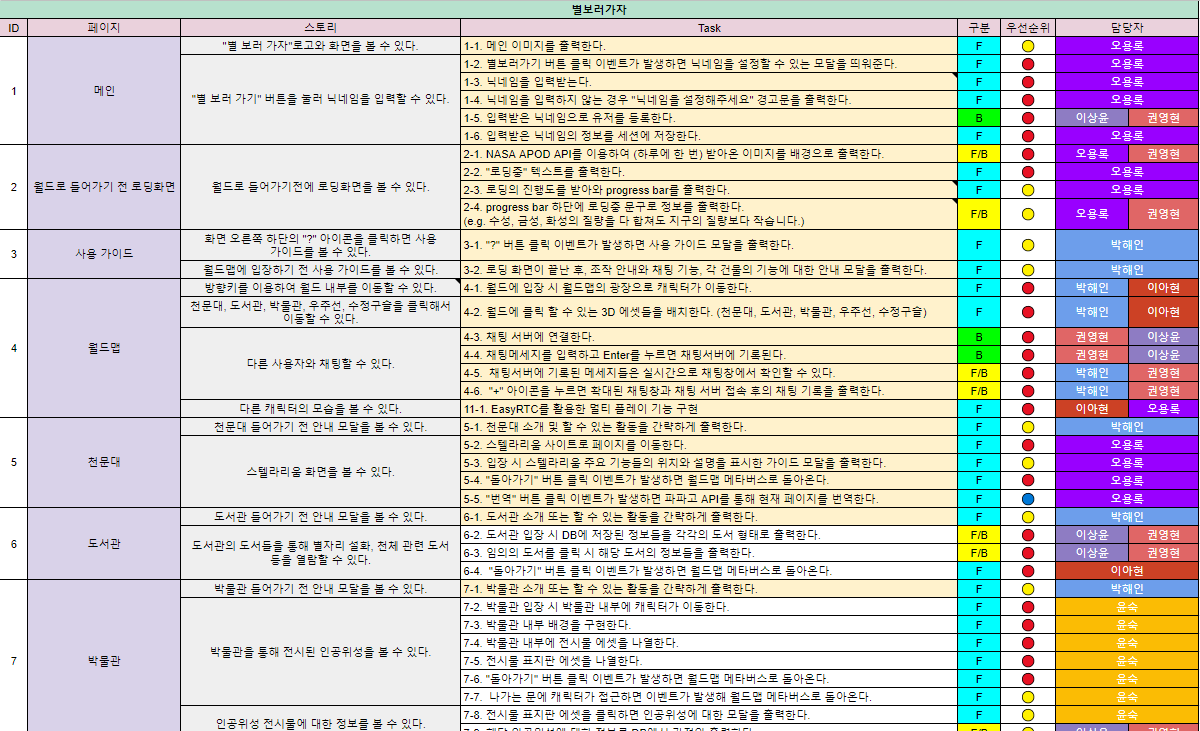 별보러가자
ID 페이지 스토리 Task 구분 우선순위 담당자
1 메인 "별 보러 가자"로고와 화면을 볼 수 있다. 1-1. 메인 이미지를 출력한다. F 오용록
"별 보러 가기" 버튼을 눌러 닉네임을 입력할 수 있다. 1-2. 별보러가기 버튼 클릭 이벤트가 발생하면 닉네임을 설정할 수 있는 모달을 띄워준다. F 오용록
1-3. 닉네임을 입력받는다. F 오용록
1-4. 닉네임을 입력하지 않는 경우 "닉네임을 설정해주세요" 경고문을 출력한다. F 오용록
1-5. 입력받은 닉네임으로 유저를 등록한다. B 이상윤 권영현
1-6. 입력받은 닉네임의 정보를 세션에 저장한다. F 오용록
2 월드로 들어가기 전 로딩화면 월드로 들어가기전에 로딩화면을 볼 수 있다. 2-1. NASA APOD API를 이용하여 (하루에 한 번) 받아온 이미지를 배경으로 출력한다. F/B 오용록 권영현
2-2. "로딩중" 텍스트를 출력한다. F 오용록
2-3. 로딩의 진행도를 받아와 progress bar를 출력한다. F 오용록
2-4. progress bar 하단에 로딩중 문구로 정보를 출력한다. F/B 오용록 권영현
(e.g. 수성, 금성, 화성의 질량을 다 합쳐도 지구의 질량보다 작습니다.)
3 사용 가이드 화면 오른쪽 하단의 "?" 아이콘을 클릭하면 사용 3-1. "?" 버튼 클릭 이벤트가 발생하면 사용 가이드 모달을 출력한다. F 박해인
가이드를 볼 수 있다.
월드맵에 입장하기 전 사용 가이드를 볼 수 있다. 3-2. 로딩 화면이 끝난 후, 조작 안내와 채팅 기능, 각 건물의 기능에 대한 안내 모달을 출력한다. F 박해인
4 월드맵 방향키를 이용하여 월드 내부를 이동할 수 있다. 4-1. 월드에 입장 시 월드맵의 광장으로 캐릭터가 이동한다. F 박해인 이아현
천문대, 도서관, 박물관, 우주선, 수정구슬을 클릭해서 4-2. 월드에 클릭 할 수 있는 3D 에셋들을 배치한다. (천문대, 도서관, 박물관, 우주선, 수정구슬) F 박해인 이아현
이동할 수 있다.
다른 사용자와 채팅할 수 있다. 4-3. 채팅 서버에 연결한다. B 권영현 이상윤
4-4. 채팅메세지를 입력하고 Enter를 누르면 채팅서버에 기록된다. B 권영현 이상윤
4-5. 채팅서버에 기록된 메세지들은 실시간으로 채팅창에서 확인할 수 있다. F/B 박해인 권영현
4-6. "+" 아이콘을 누르면 확대된 채팅창과 채팅 서버 접속 후의 채팅 기록을 출력한다. F/B 박해인 권영현
다른 캐릭터의 모습을 볼 수 있다. 11-1. EasyRTC를 활용한 멀티 플레이 기능 구현 F 이아현 오용록
5 천문대 천문대 들어가기 전 안내 모달을 볼 수 있다. 5-1. 천문대 소개 및 할 수 있는 활동을 간략하게 출력한다. F 박해인
스텔라리움 화면을 볼 수 있다. 5-2. 스텔라리움 사이트로 페이지를 이동한다. F 오용록
5-3. 입장 시 스텔라리움 주요 기능들의 위치와 설명을 표시한 가이드 모달을 출력한다. F 오용록
5-4. "돌아가기" 버튼 클릭 이벤트가 발생하면 월드맵 메타버스로 돌아온다. F 오용록
5-5. "번역" 버튼 클릭 이벤트가 발생하면 파파고 API를 통해 현재 페이지를 번역한다. F 오용록
6 도서관 도서관 들어가기 전 안내 모달을 볼 수 있다. 6-1. 도서관 소개 또는 할 수 있는 활동을 간략하게 출력한다. F 박해인
도서관의 도서들을 통해 별자리 설화, 천체 관련 도서 6-2. 도서관 입장 시 DB에 저장된 정보들을 각각의 도서 형태로 출력한다. F/B 이상윤 권영현
등을 열람할 수 있다. 6-3. 임의의 도서를 클릭 시 해당 도서의 정보들을 출력한다. F/B 이상윤 권영현
6-4. "돌아가기" 버튼 클릭 이벤트가 발생하면 월드맵 메타버스로 돌아온다. F 이아현
7 박물관 박물관 들어가기 전 안내 모달을 볼 수 있다. 7-1. 박물관 소개 또는 할 수 있는 활동을 간략하게 출력한다. F 박해인
박물관을 통해 전시된 인공위성을 볼 수 있다. 7-2. 박물관 입장 시 박물관 내부에 캐릭터가 이동한다. F 윤숙
7-3. 박물관 내부 배경을 구현한다. F 윤숙
7-4. 박물관 내부에 전시물 에셋을 나열한다. F 윤숙
7-5. 전시물 표지판 에셋을 나열한다. F 윤숙
7-6. "돌아가기" 버튼 클릭 이벤트가 발생하면 월드맵 메타버스로 돌아온다. F 윤숙
7-7. 나가는 문에 캐릭터가 접근하면 이벤트가 발생해 월드맵 메타버스로 돌아온다. F 윤숙
인공위성 전시물에 대한 정보를 볼 수 있다. 7-8. 전시물 표지판 에셋을 클릭하면 인공위성에 대한 모달을 출력한다. F 윤숙